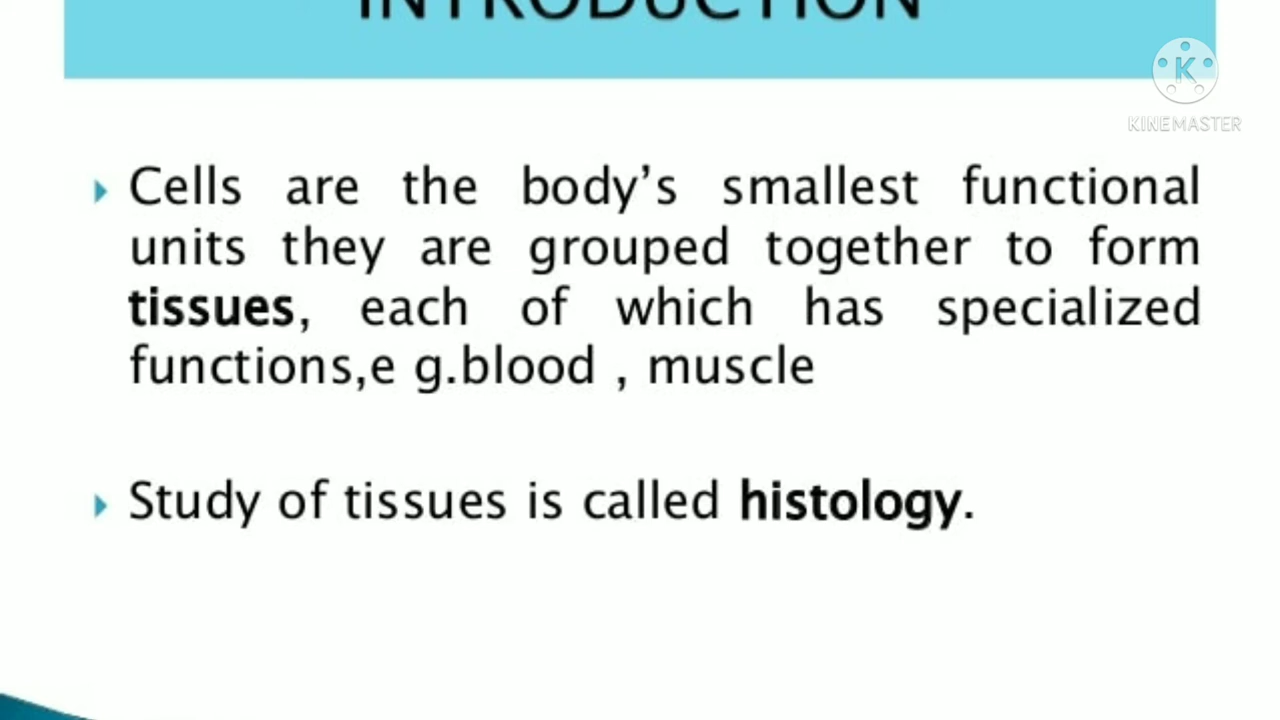 INTRODUCTION
K
KINEMASTER
Cells are the body’s smallest functional
units they are grouped together to form
tissues, each of which has specialized
functions,e g.blood , muscle
Study of tissues is called histology.